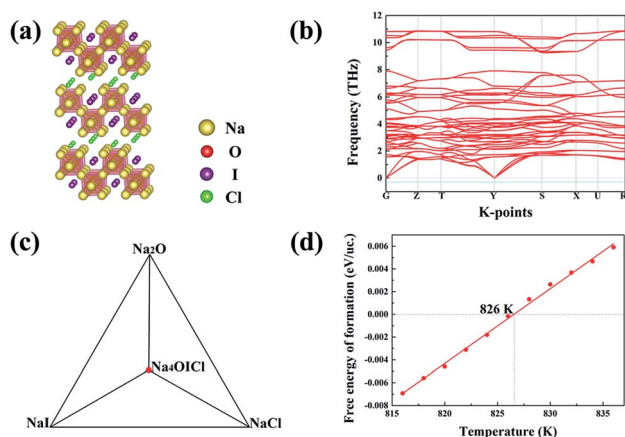 (a)
Na
O
I
Cl
(b)
Frequency (THz)
12
10
8
6
4
2
0
G Z T Y S X U R
K-points
(c)
Na2O
Na4OICl
NaI
NaCl
(d)
Free energy of formation (eV/uc.)
0.006
0.004
0.002
0.000
-0.002
-0.004
-0.006
-0.008
826 K
815 820 825 830 835 840
Temperature (K)